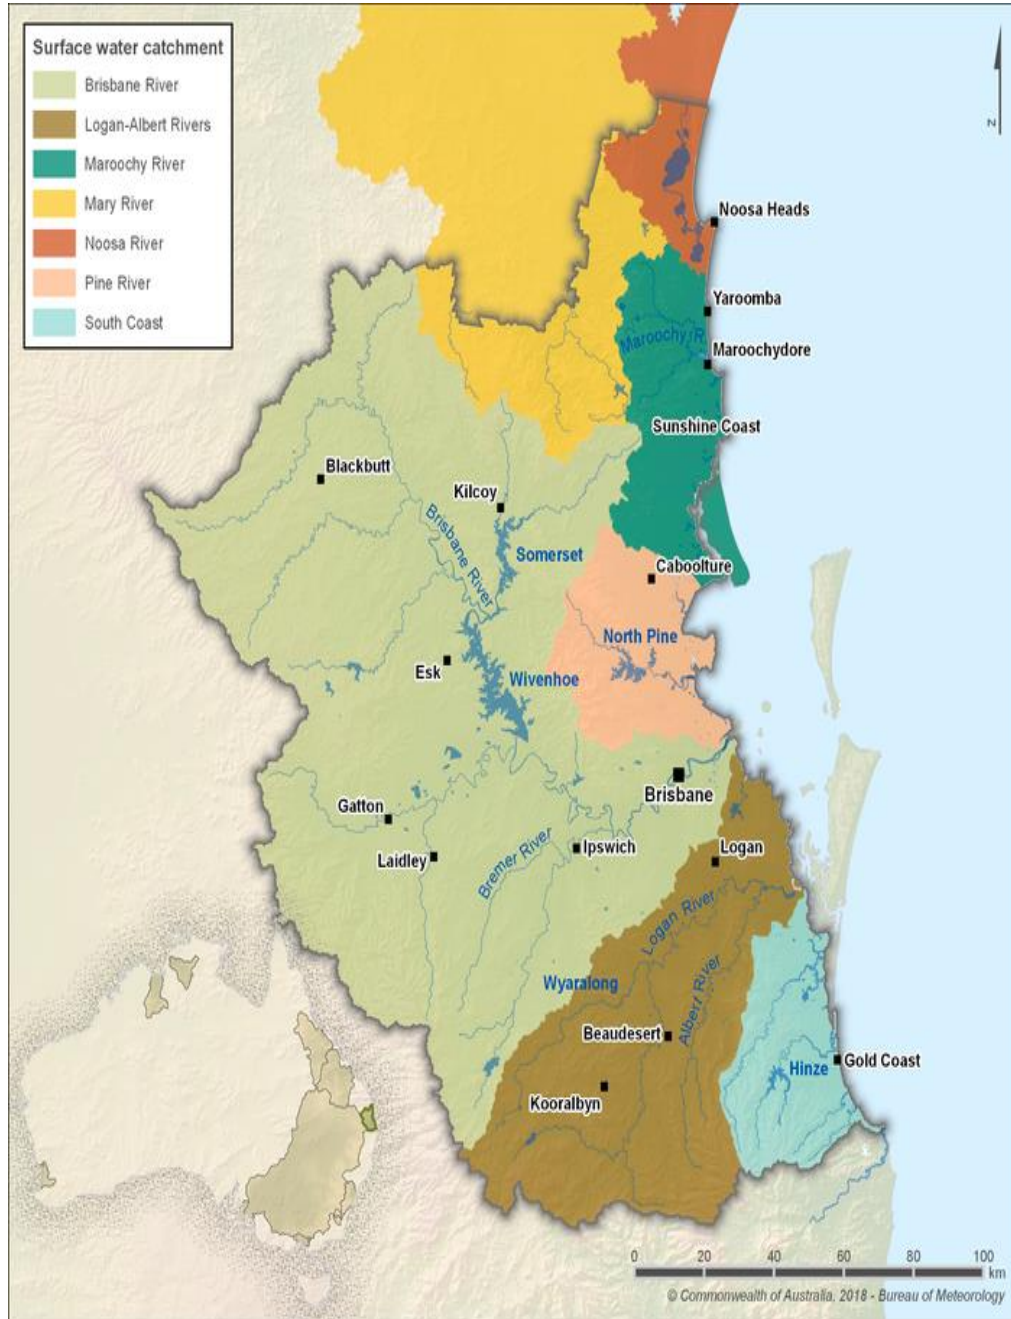 Surface water catchment
Brisbane River
Logan-Albert Rivers
Maroochy River
Mary River
Noosa River
Pine River
South Coast
N
Noosa Heads
Yaroomba
Maroochy R
Maroochydore
Sunshine Coast
Blackbutt
Kilcoy
Brisbane River
Somerset
Caboolture
North Pine
Esk
Wivenhoe
Brisbane
Gatton
Laidley
Bremer River
Ipswich
Logan
Logan River
Wyaralong
Albert River
Beaudesert
Hinze
Gold Coast
Kooralbyn
0 20 40 60 80 100
km
© Commonwealth of Australia, 2018 - Bureau of Meteorology